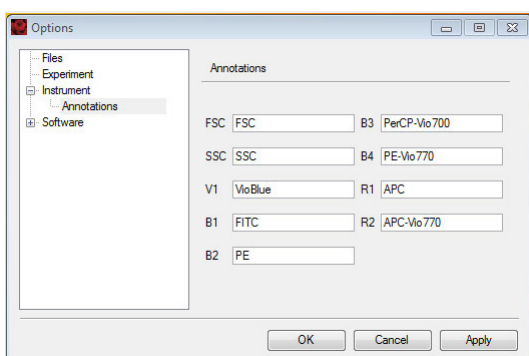 Options
Files
Experiment
Instrument
Annotations
Software
Annotations
FSC FSC B3 PerCP-Vio700
SSC SSC B4 PE-Vio770
V1 VioBlue R1 APC
B1 FITC R2 APC-Vio770
B2 PE
OK Cancel Apply